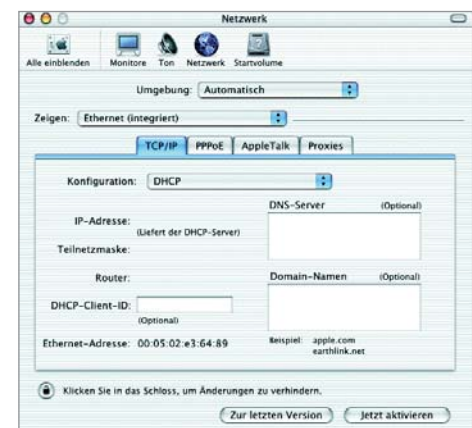 Netzwerk
Alle einblenden Monitore Ton Netzwerk Startvolume
Umgebung: Automatisch
Zeigen: Ethernet (integriert)
TCP/IP PPPoE AppleTalk Proxies
Konfiguration: DHCP
DNS-Server (Optional)
IP-Adresse:
(Liefert der DHCP-Server)
Teilnetzmaske:
Router:
Domain-Namen (Optional)
DHCP-Client-ID:
(Optional)
Ethernet-Adresse: 00:05:02:e3:64:89
Beispiel: apple.com
earthlink.net
Klicken Sie in das Schloss, um Änderungen zu verhindern.
Zur letzten Version Jetzt aktivieren